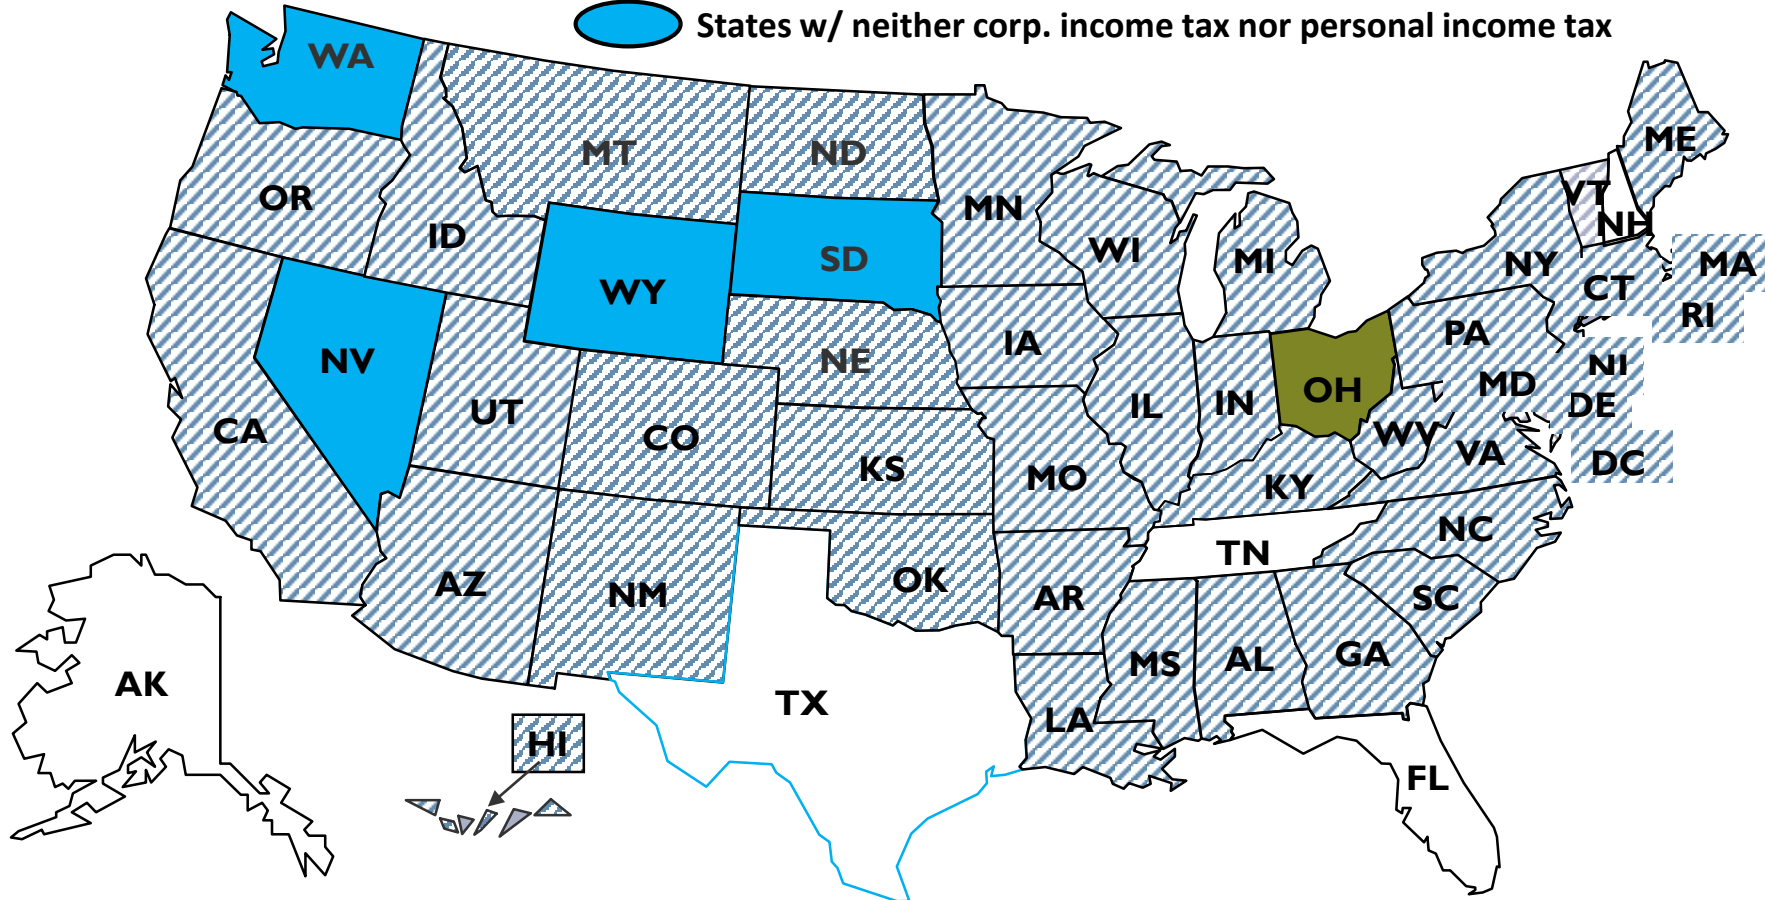 States w/ neither corp. income tax nor personal income tax
WA
MT
ND
ME
OR
ID
MN
VT
NH
WI
MI
SD
WY
NY
MA
CT
RI
NV
NE
IA
PA
NI
MD
UT
IL
IN
OH
DE
CA
CO
WV
KS
MO
KY
VA
DC
TN
NC
AZ
NM
OK
AR
SC
AK
MS
AL
GA
TX
LA
HI
FL